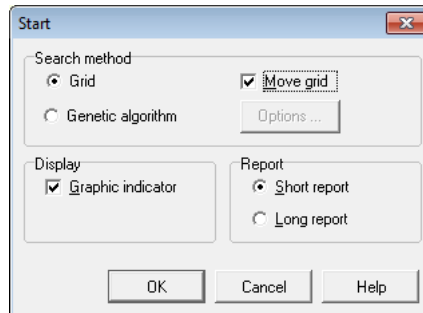 Start
Search method
Grid
Move grid
Genetic algorithm
Options ...
Display
Graphic indicator
Report
Short report
Long report
OK
Cancel
Help